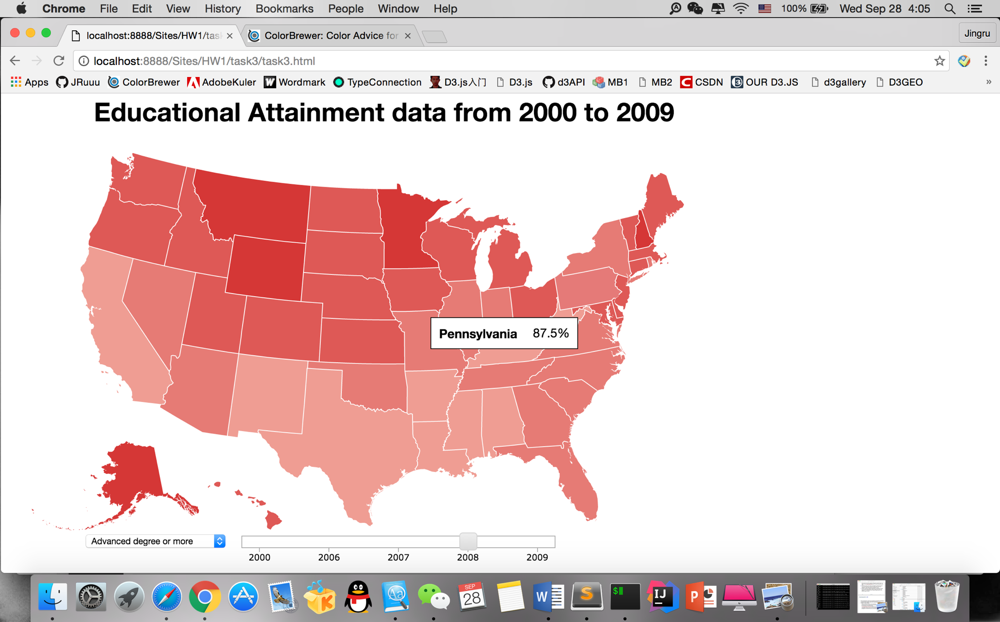 Chrome File Edit View History Bookmarks People Window Help 100% Wed Sep 28 4:05
localhost:8888/Sites/HW1/tas ColorBrewer: Color Advice for Jingru
localhost:8888/Sites/HW1/task3/task3.html
Apps JRuuu ColorBrewer AdobeKuler Wordmark TypeConnection D3.js入门 D3.js d3API MB1 MB2 CSDN OUR D3.JS d3gallery D3GEO »
Educational Attainment data from 2000 to 2009
Pennsylvania 87.5%
Advanced degree or more
2000 2006 2007 2008 2009
SEP
28